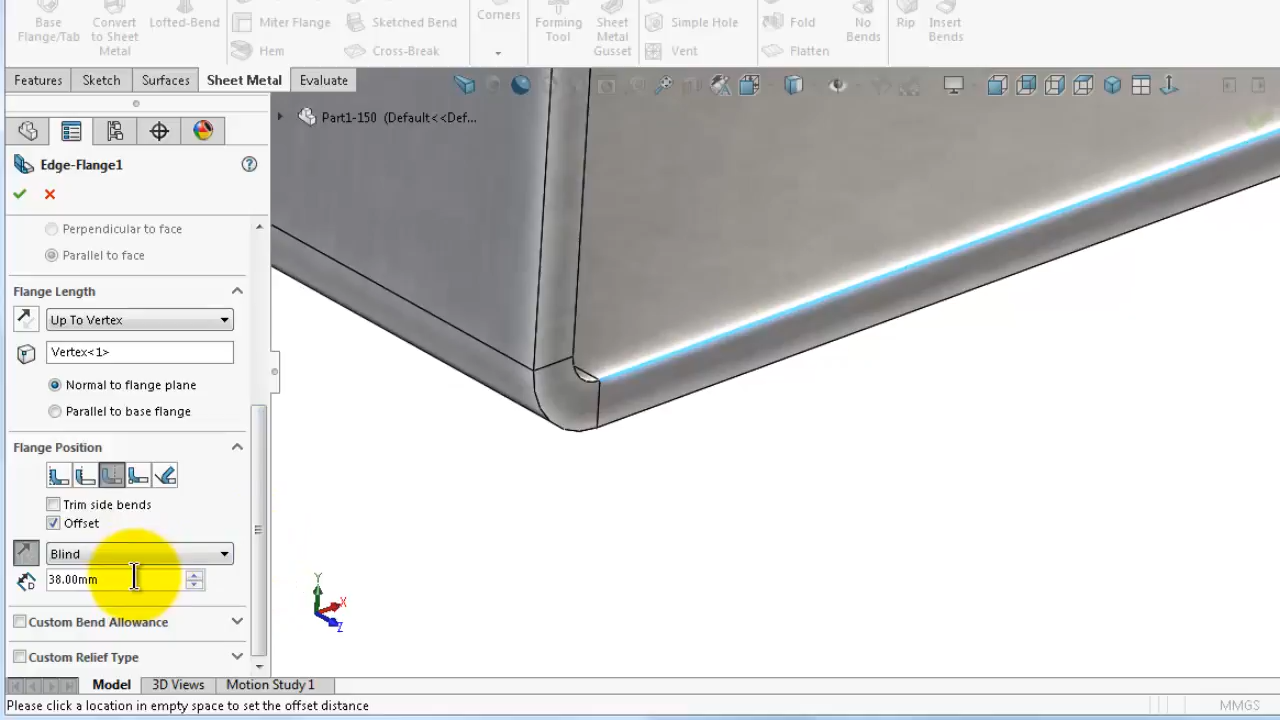 Base Flange/Tab
Convert to Sheet Metal
Lofted-Bend
Miter Flange
Hem
Sketched Bend
Cross-Break
Corners
Forming Tool
Sheet Metal Gusset
Simple Hole
Vent
Fold
Flatten
No Bends
Rip
Insert Bends
Features
Sketch
Surfaces
Sheet Metal
Evaluate
Part1-150 (Default<<Def...
Edge-Flange1
Perpendicular to face
Parallel to face
Flange Length
Up To Vertex
Vertex<1>
Normal to flange plane
Parallel to base flange
Flange Position
Trim side bends
Offset
Blind
38.00mm
Custom Bend Allowance
Custom Relief Type
Y
X
Z
Model
3D Views
Motion Study 1
Please click a location in empty space to set the offset distance
MMGS